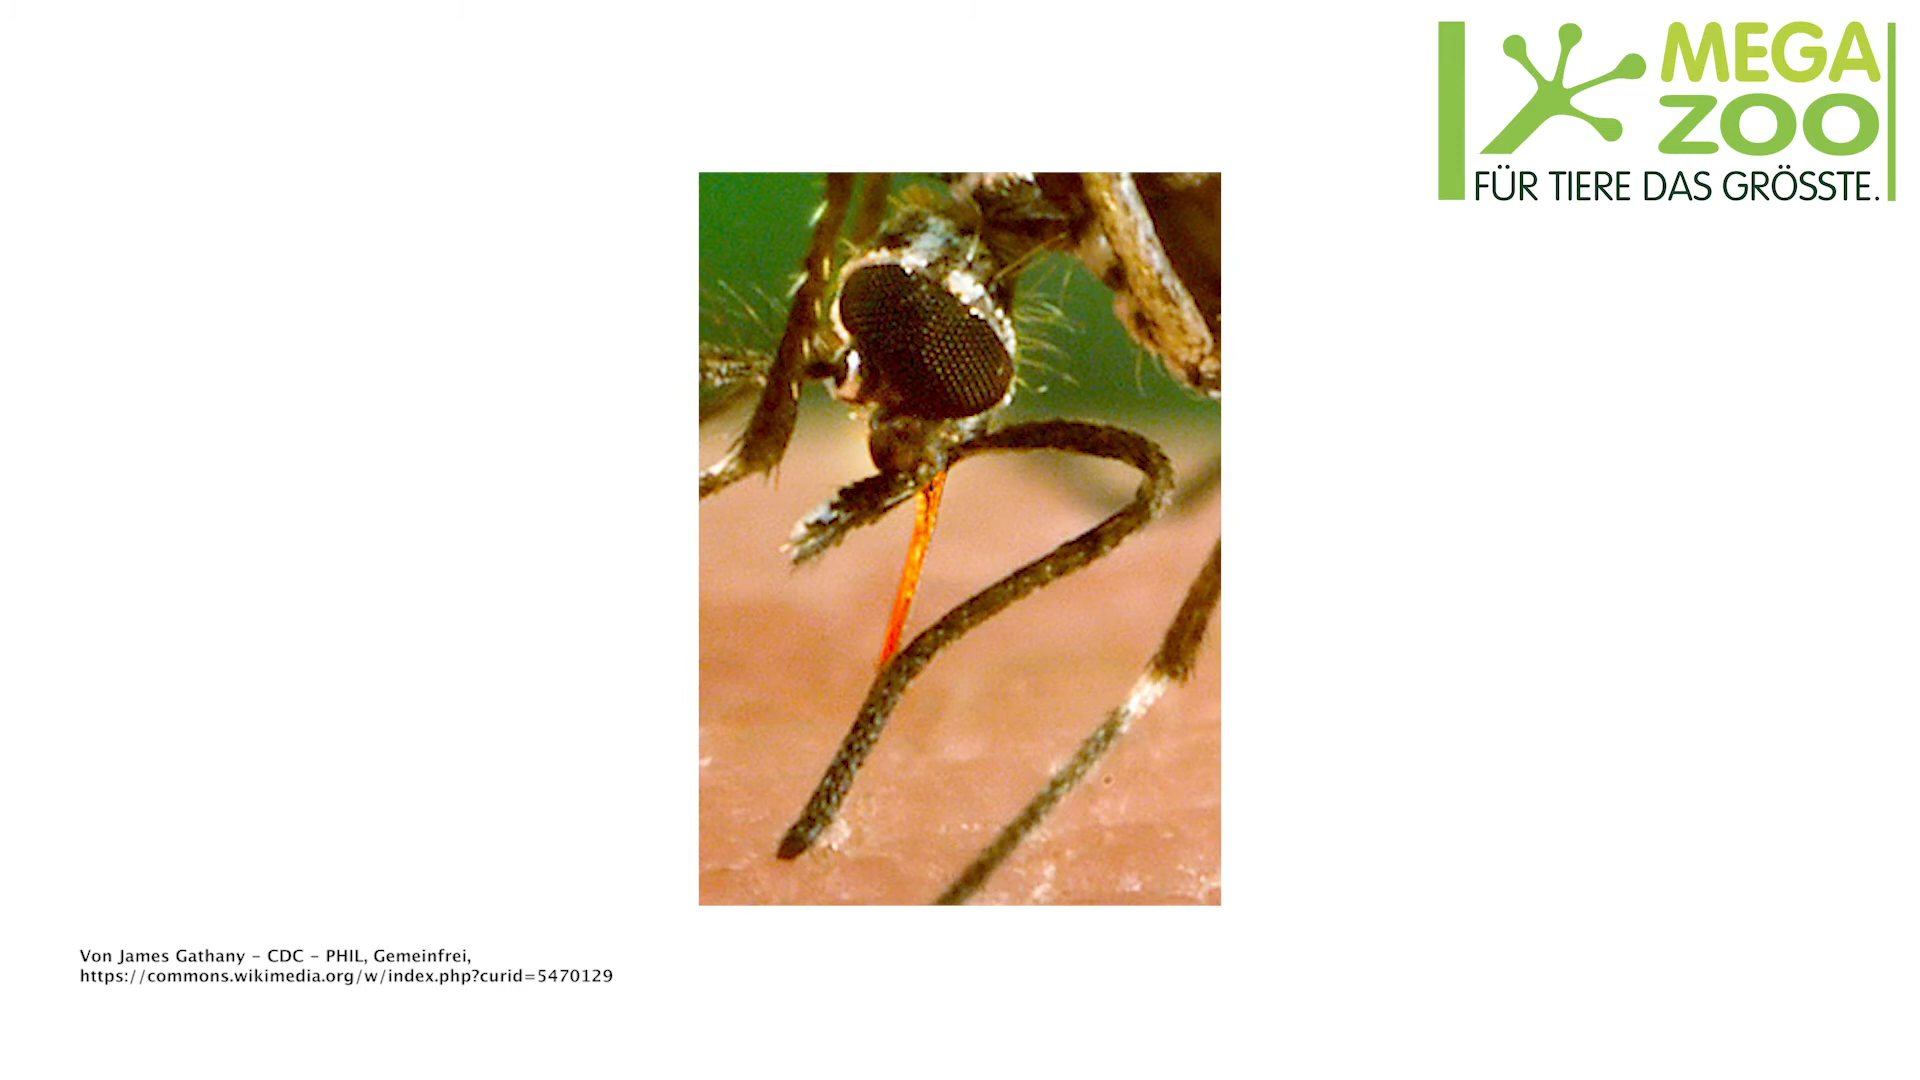 MEGA
ZOO
FÜR TIERE DAS GRÖSSTE.
Von James Gathany – CDC – PHIL, Gemeinfrei,
https://commons.wikimedia.org/w/index.php?curid=5470129